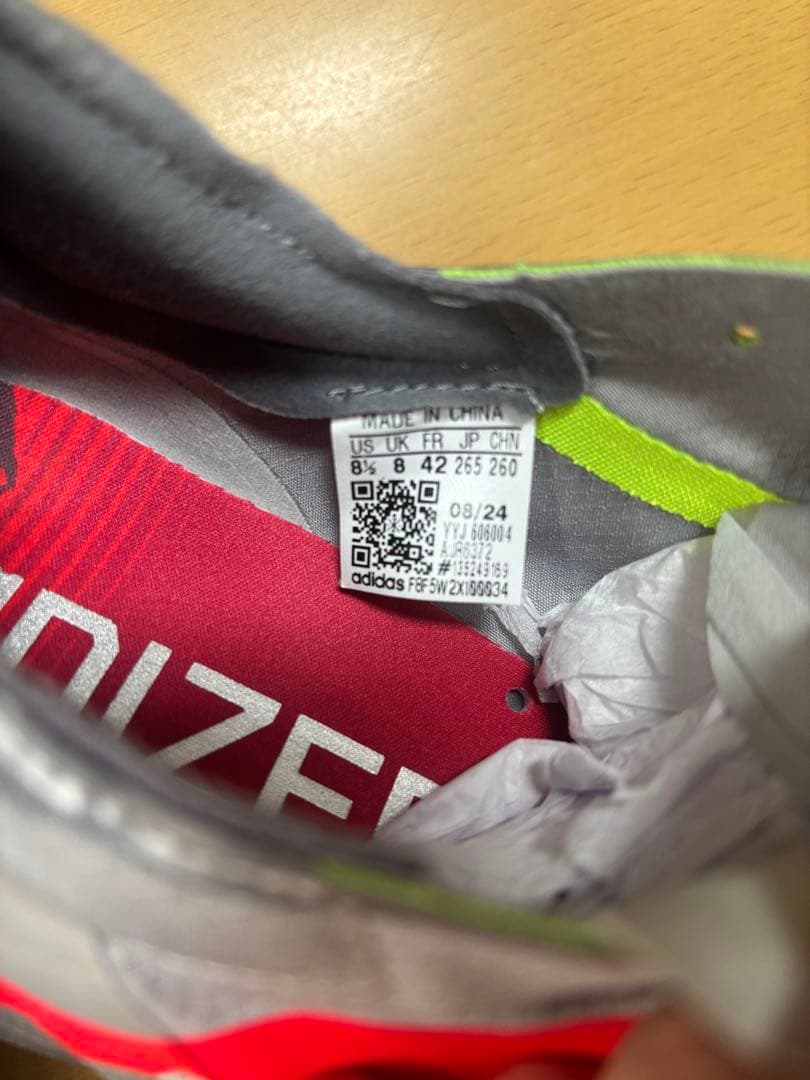 MADE IN CHINA
US UK FR JP CHN
8½ 8 42 265 260
08/24
YYJ 606004
AJR6372
#135249169
adidas F8F5W2X100034
DIZE